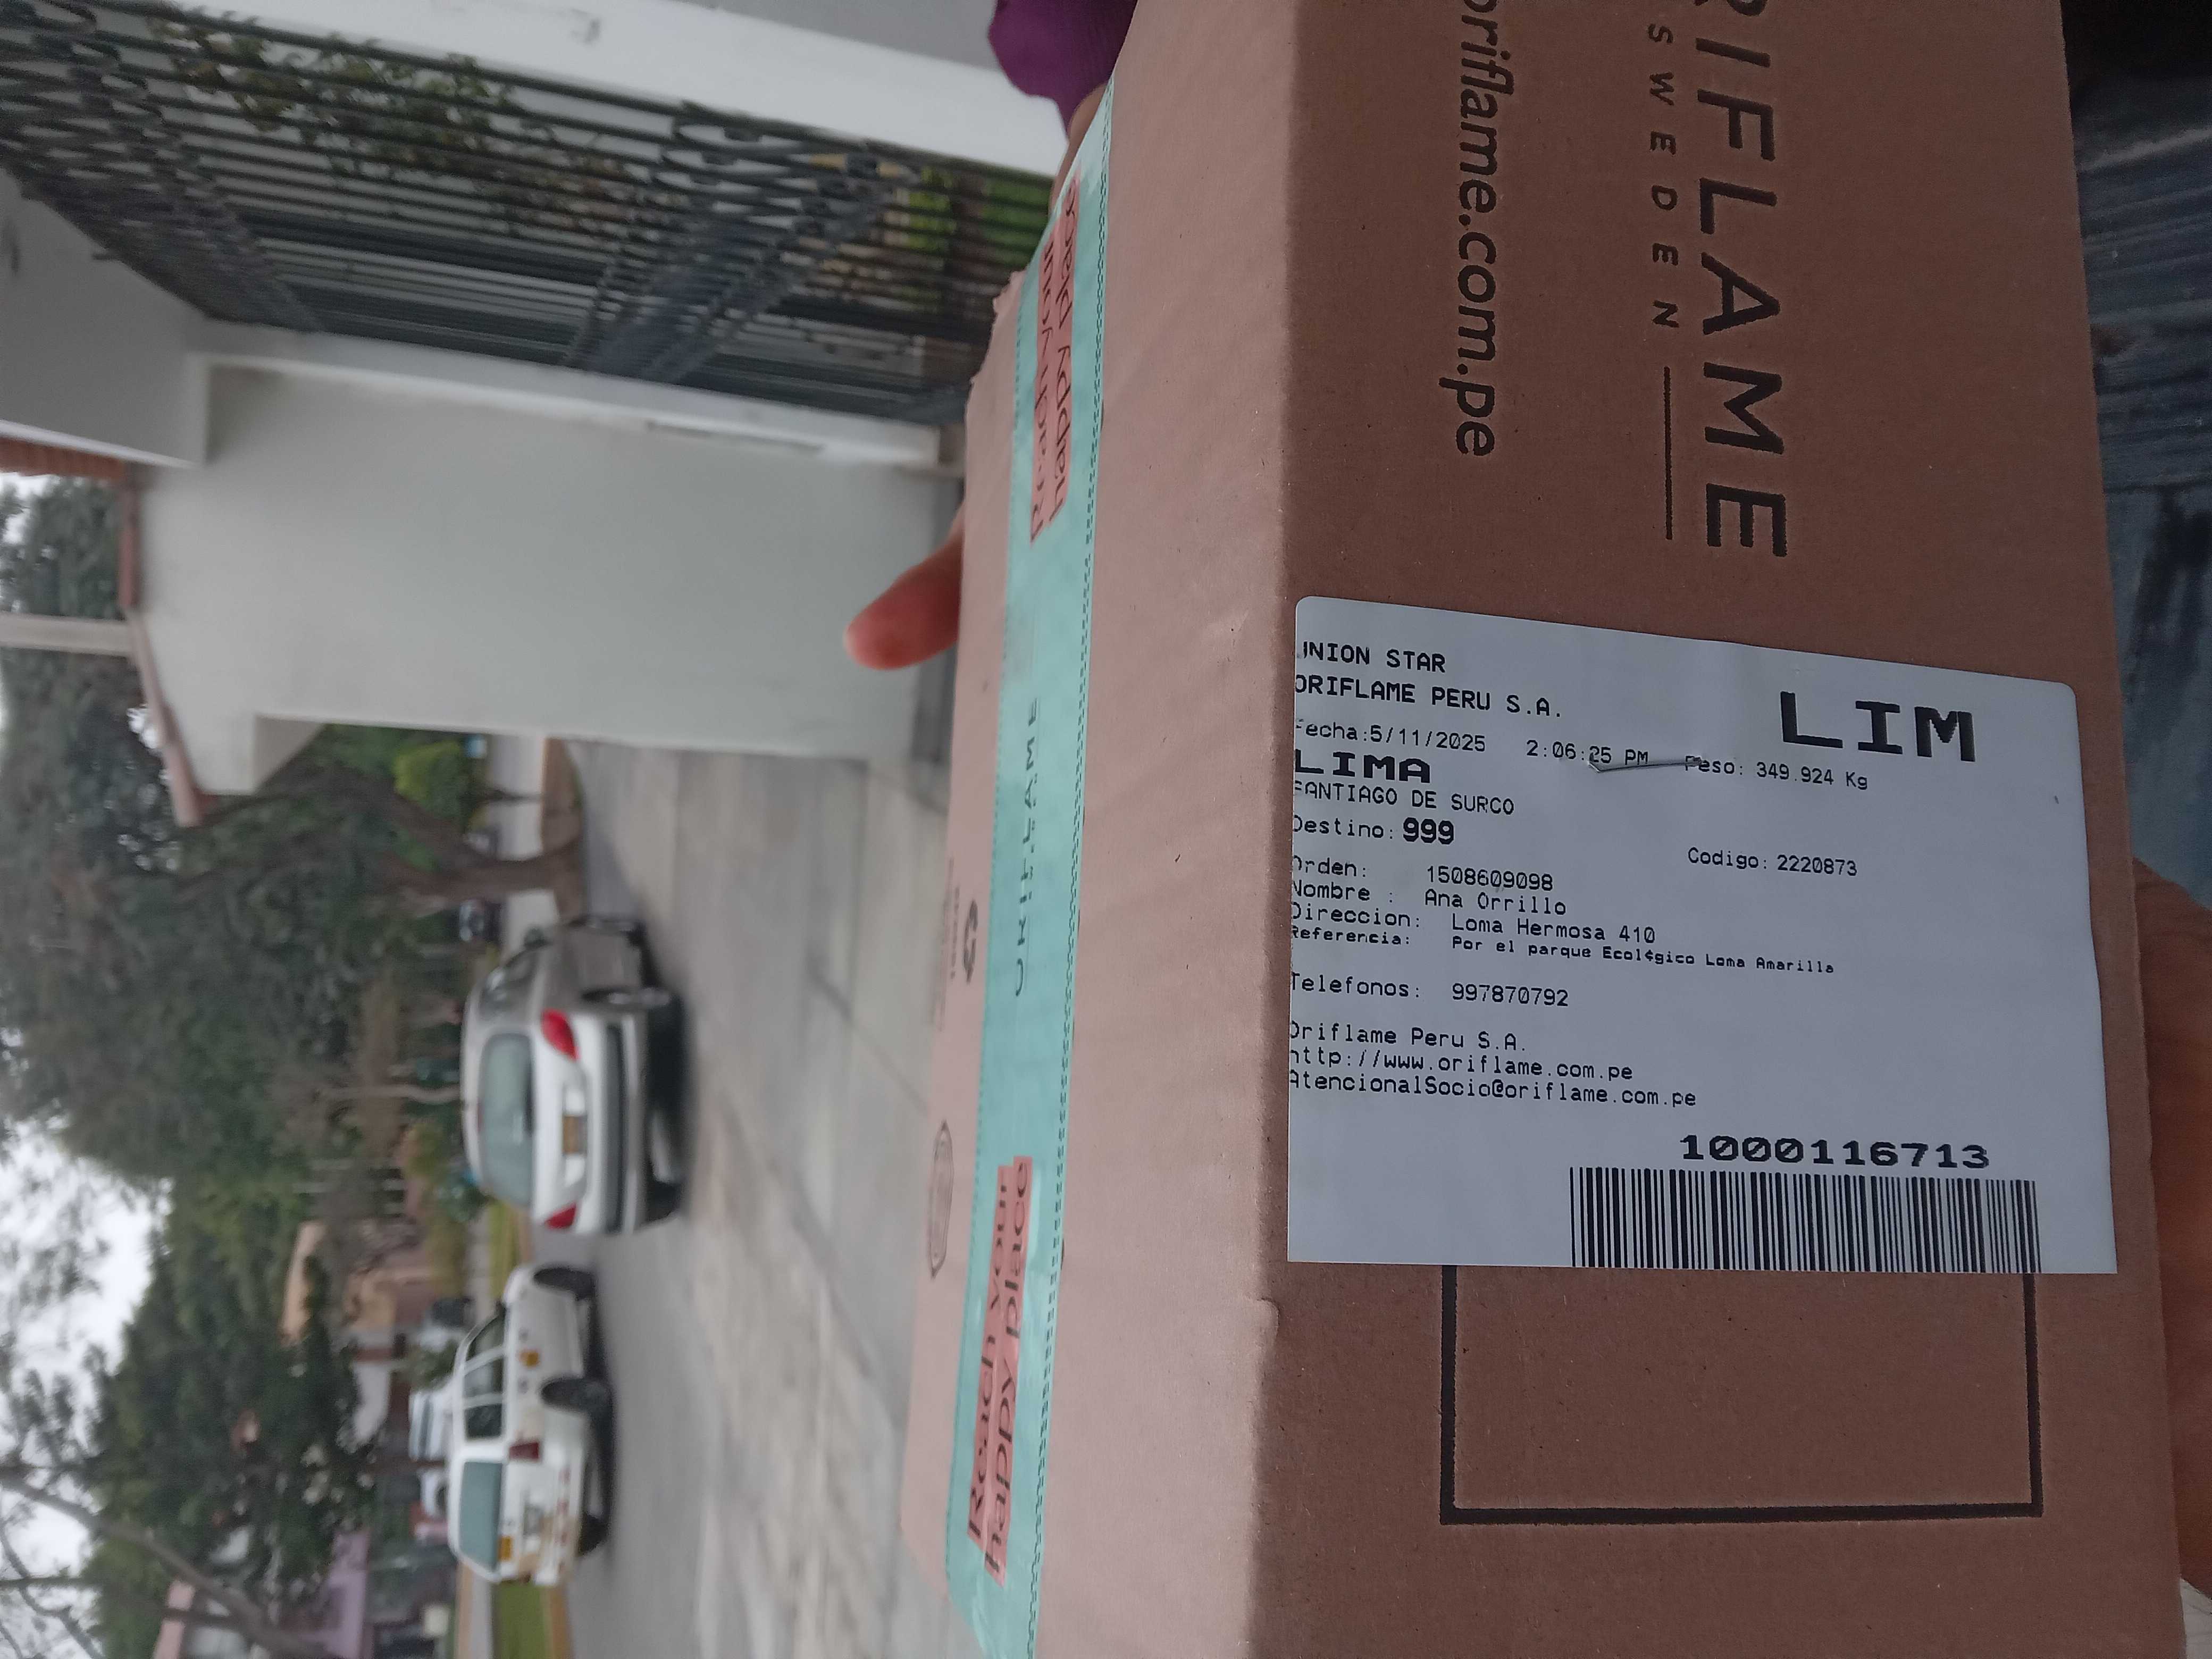 RIFLAME
SWEDEN
oriflame.com.pe
LIM
UNION STAR
ORIFLAME PERU S.A.
Fecha:5/11/2025 2:06:25 PM Peso: 349.924 Kg
LIMA
SANTIAGO DE SURCO
Destino: 999
Codigo: 2220873
Orden: 1508609098
Nombre : Ana Orrillo
Direccion: Loma Hermosa 410
Referencia: Por el parque Ecol¢gico Loma Amarilla
Telefonos: 997870792
Oriflame Peru S.A.
http://www.oriflame.com.pe
AtencionalSocio@oriflame.com.pe
1000116713
ORIFLAME
Reach your
happy place